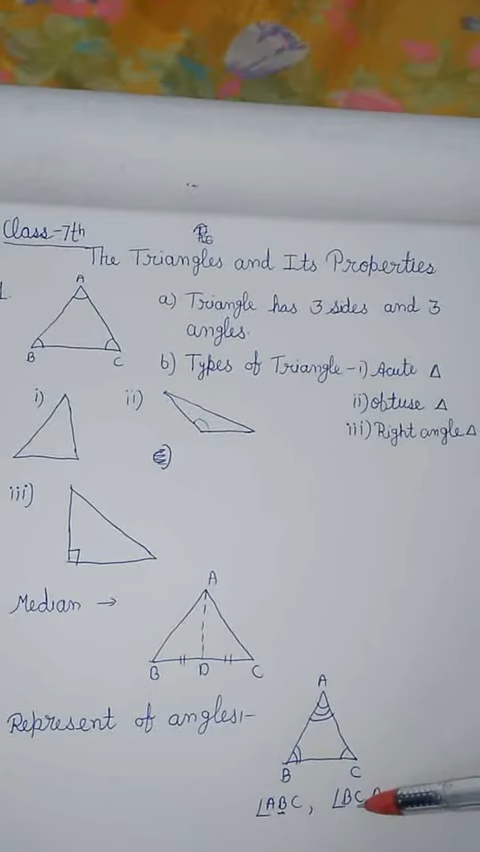 Class-7th
The Triangles and Its Properties
1.
A
B C
a) Triangle has 3 sides and 3
angles.
b) Types of Triangle - i) Acute Δ
ii) obtuse Δ
iii) Right angle Δ
i) ii)
iii)
Median →
A
B D C
Represent of angles:-
A
B C
∠ABC, ∠BC